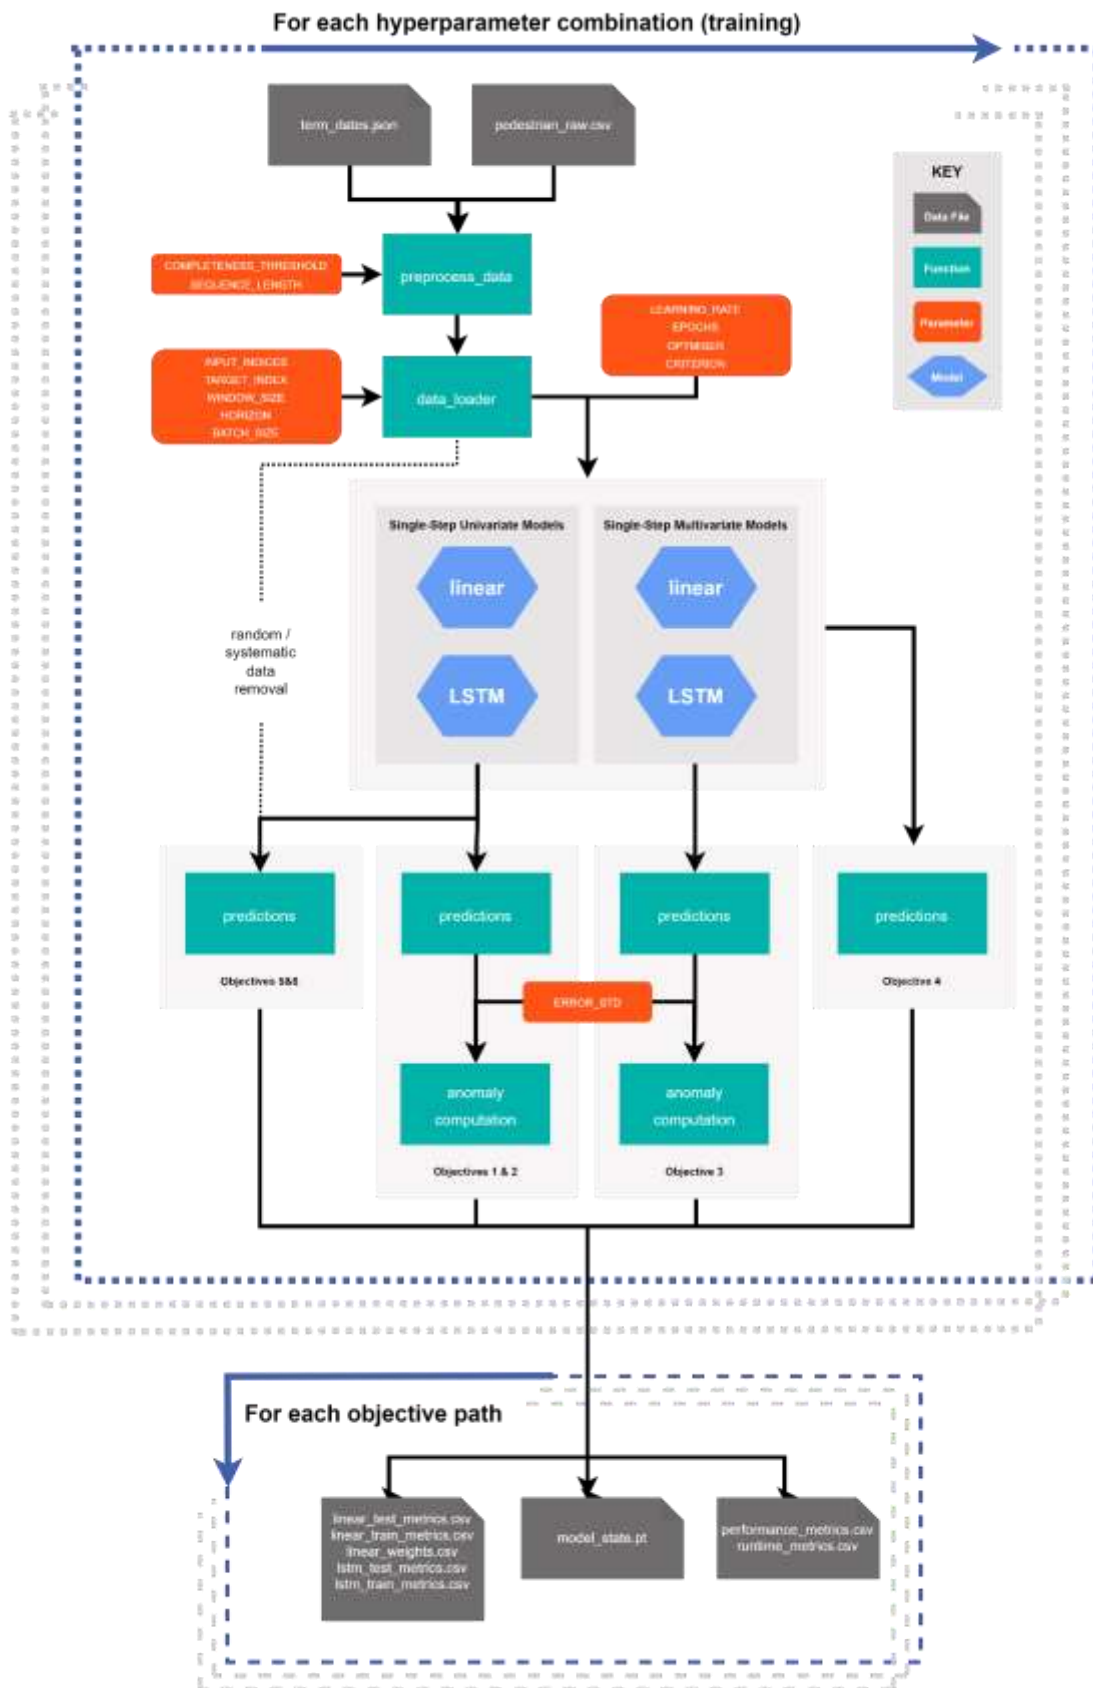 For each hyperparameter combination (training)
term_dates.json
pedestrian_raw.csv
KEY
Data File
Function
Parameter
Model
COMPLETENESS_THRESHOLD
SEQUENCE_LENGTH
preprocess_data
LEARNING_RATE
EPOCHS
OPTIMISER
CRITERION
INPUT_INDICES
TARGET_INDEX
WINDOW_SIZE
HORIZON
BATCH_SIZE
data_loader
Single-Step Univariate Models
Single-Step Multivariate Models
linear
linear
LSTM
LSTM
random /
systematic
data
removal
predictions
predictions
predictions
predictions
Objectives 5&6
Objective 4
ERROR_STD
anomaly
computation
anomaly
computation
Objectives 1 & 2
Objective 3
For each objective path
linear_test_metrics.csv
linear_train_metrics.csv
linear_weights.csv
lstm_test_metrics.csv
lstm_train_metrics.csv
model_state.pt
performance_metrics.csv
runtime_metrics.csv